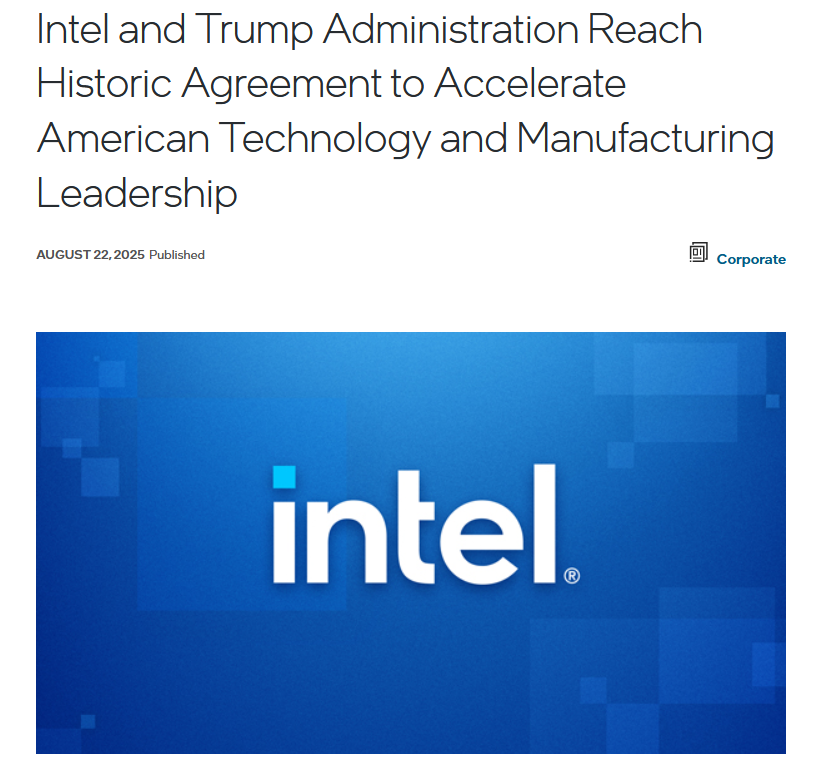 Intel and Trump Administration Reach
Historic Agreement to Accelerate
American Technology and Manufacturing
Leadership
AUGUST 22, 2025 Published
Corporate
intel®